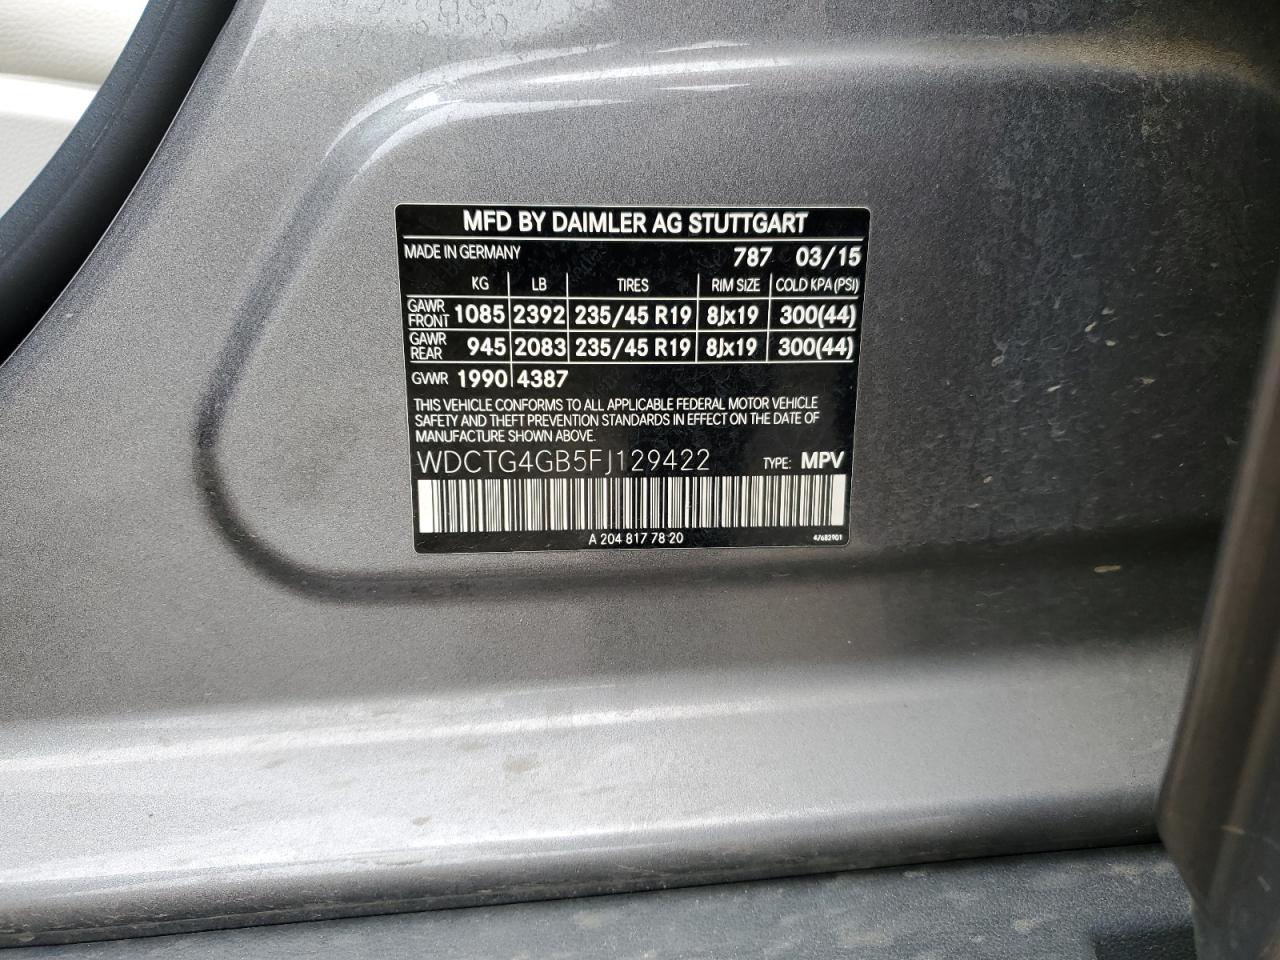 MFD BY DAIMLER AG STUTTGART
MADE IN GERMANY 787 03/15
KG LB TIRES RIM SIZE COLD KPA (PSI)
GAWR FRONT 1085 2392 235/45 R19 8Jx19 300(44)
GAWR REAR 945 2083 235/45 R19 8Jx19 300(44)
GVWR 1990 4387
THIS VEHICLE CONFORMS TO ALL APPLICABLE FEDERAL MOTOR VEHICLE
SAFETY AND THEFT PREVENTION STANDARDS IN EFFECT ON THE DATE OF
MANUFACTURE SHOWN ABOVE.
WDCTG4GB5FJ129422 TYPE: MPV
A 204 817 78 20 47682901